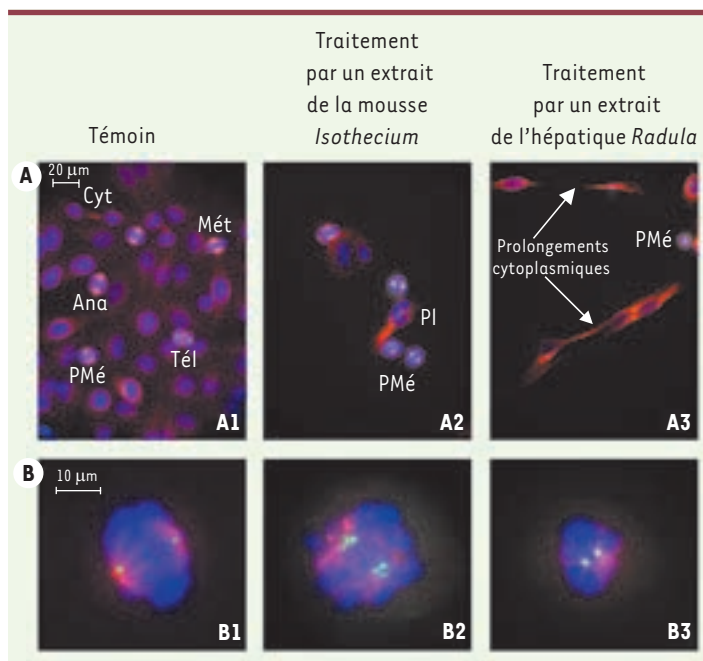 Témoin
Traitement
par un extrait
de la mousse
Isothecium
Traitement
par un extrait
de l'hépatique Radula
A
20 µm
Cyt
Mét
Ana
Tél
PMé
A1
Pl
PMé
A2
Prolongements
cytoplasmiques
PMé
A3
B
10 µm
B1
B2
B3